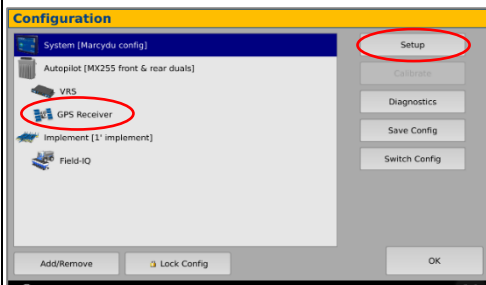 Configuration
System [Marcydu config]
Autopilot [MX255 front & rear duals]
VRS
GPS Receiver
Implement [1' implement]
Field-IQ
Setup
Calibrate
Diagnostics
Save Config
Switch Config
Add/Remove
Lock Config
OK